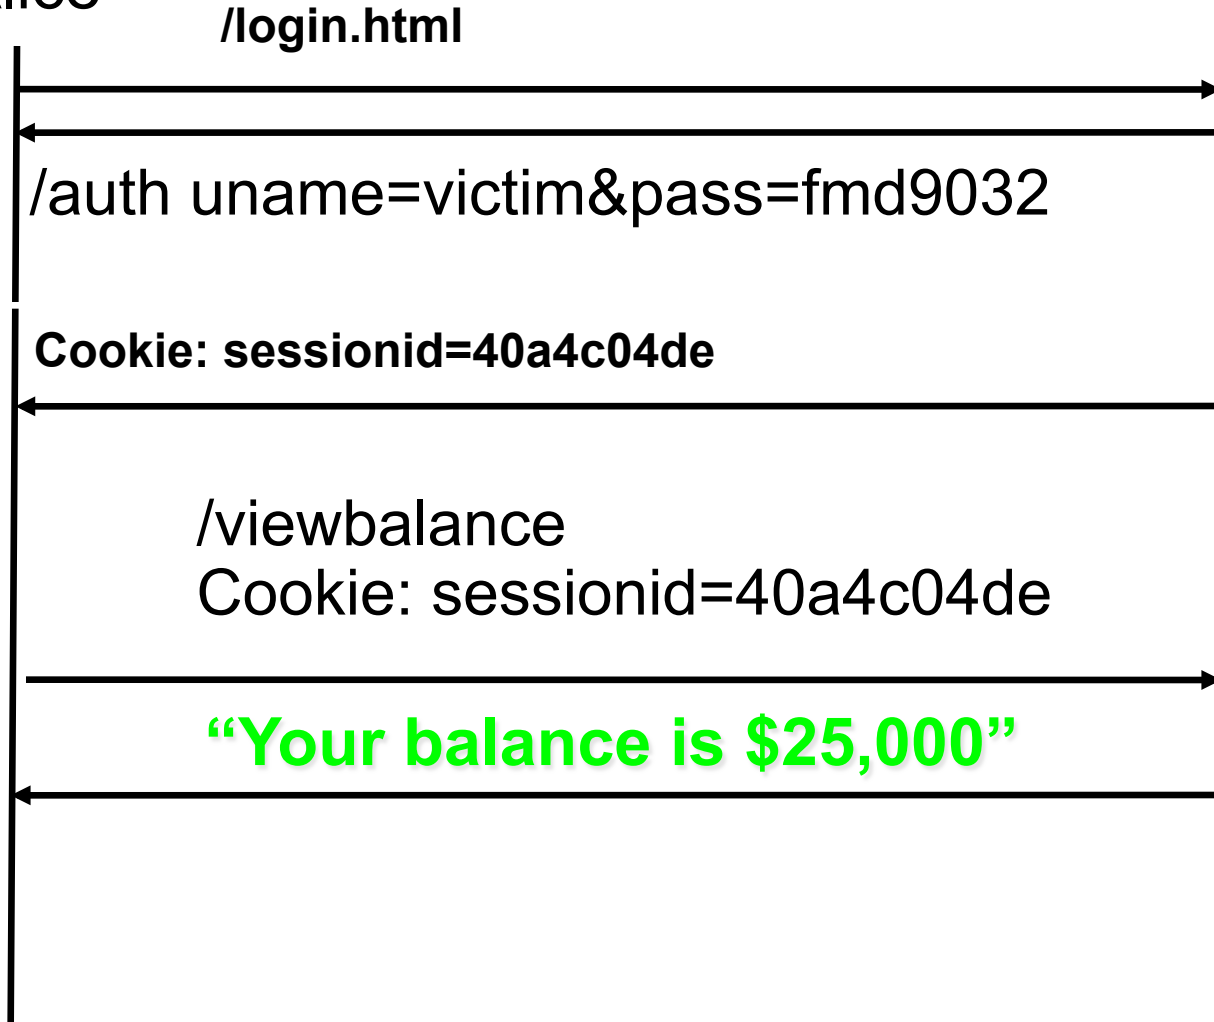 /login.html
/auth uname=victim&pass=fmd9032
Cookie: sessionid=40a4c04de
/viewbalance
Cookie: sessionid=40a4c04de
“Your balance is $25,000”